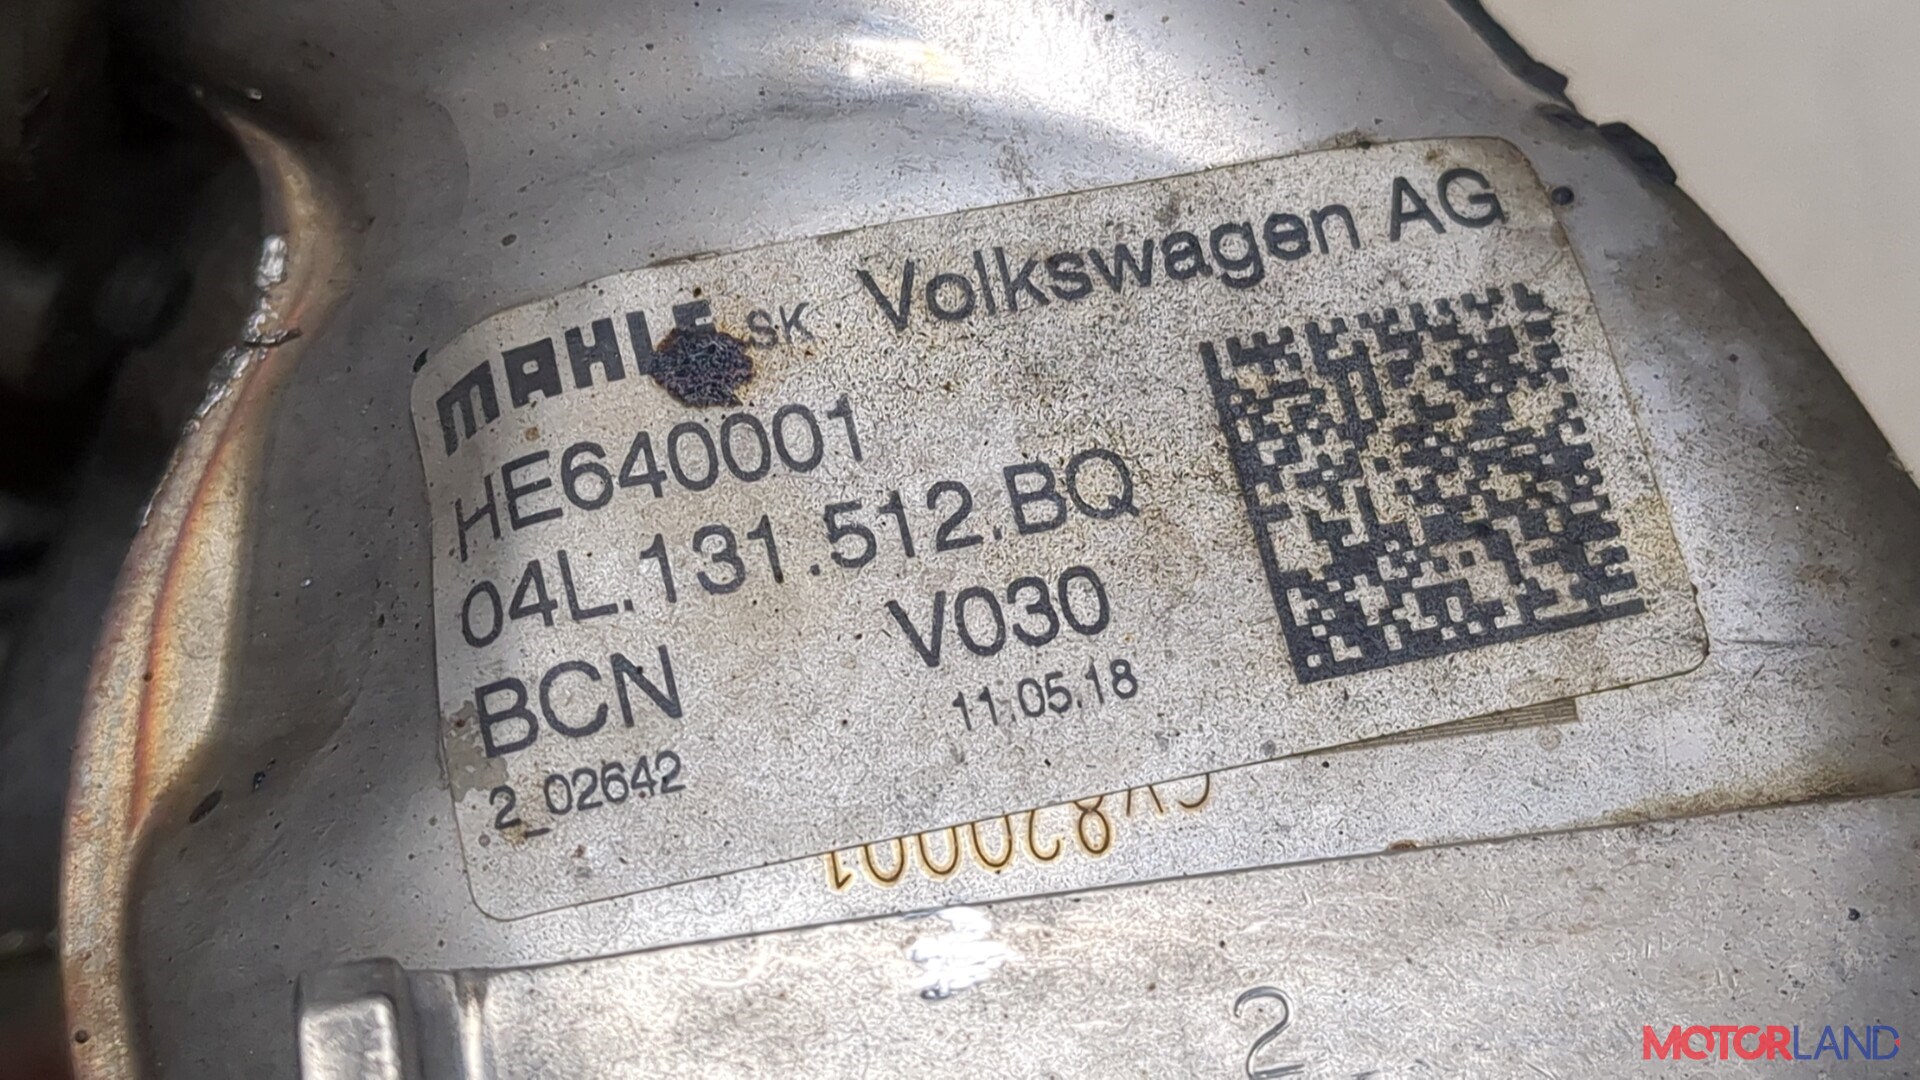 MAHLE SK Volkswagen AG
HE640001
04L.131.512.BQ
BCN V030
2_02642 11.05.18
2
MOTORLAND